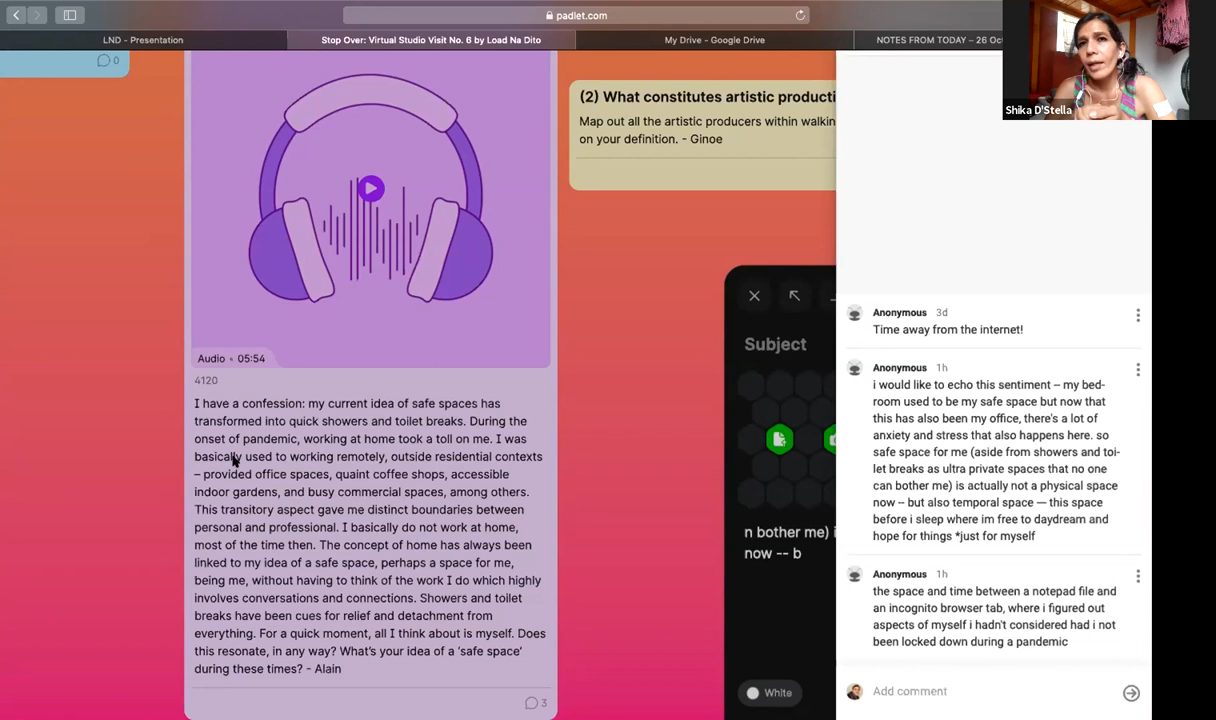 padlet.com
LND - Presentation
Stop Over: Virtual Studio Visit No. 6 by Load Na Dito
My Drive - Google Drive
NOTES FROM TODAY – 26 Oct
Shika D'Stella
0
Audio • 05:54
4120
I have a confession: my current idea of safe spaces has
transformed into quick showers and toilet breaks. During the
onset of pandemic, working at home took a toll on me. I was
basically used to working remotely, outside residential contexts
– provided office spaces, quaint coffee shops, accessible
indoor gardens, and busy commercial spaces, among others.
This transitory aspect gave me distinct boundaries between
personal and professional. I basically do not work at home,
most of the time then. The concept of home has always been
linked to my idea of a safe space, perhaps a space for me,
being me, without having to think of the work I do which highly
involves conversations and connections. Showers and toilet
breaks have been cues for relief and detachment from
everything. For a quick moment, all I think about is myself. Does
this resonate, in any way? What's your idea of a ‘safe space’
during these times? - Alain
3
(2) What constitutes artistic producti
Map out all the artistic producers within walkin
on your definition. - Ginoe
Subject
n bother me) i
now -- b
White
Anonymous 3d
Time away from the internet!
Anonymous 1h
i would like to echo this sentiment -- my bed-
room used to be my safe space but now that
this has also been my office, there's a lot of
anxiety and stress that also happens here. so
safe space for me (aside from showers and toi-
let breaks as ultra private spaces that no one
can bother me) is actually not a physical space
now -- but also temporal space — this space
before i sleep where im free to daydream and
hope for things *just for myself
Anonymous 1h
the space and time between a notepad file and
an incognito browser tab, where i figured out
aspects of myself i hadn't considered had i not
been locked down during a pandemic
Add comment